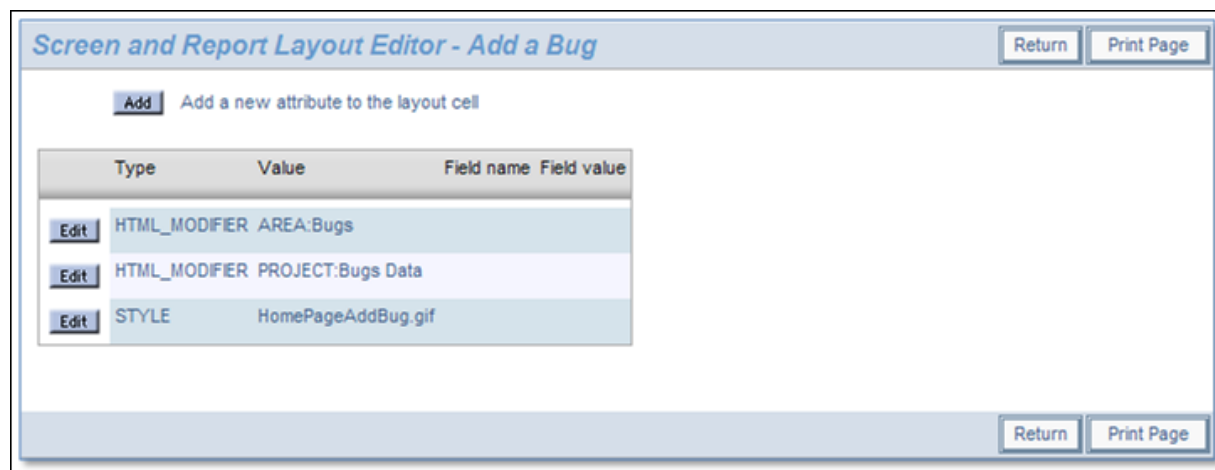 Screen and Report Layout Editor - Add a Bug Return Print Page
Add Add a new attribute to the layout cell
Type Value Field name Field value
Edit HTML_MODIFIER AREA:Bugs
Edit HTML_MODIFIER PROJECT:Bugs Data
Edit STYLE HomePageAddBug.gif
Return Print Page